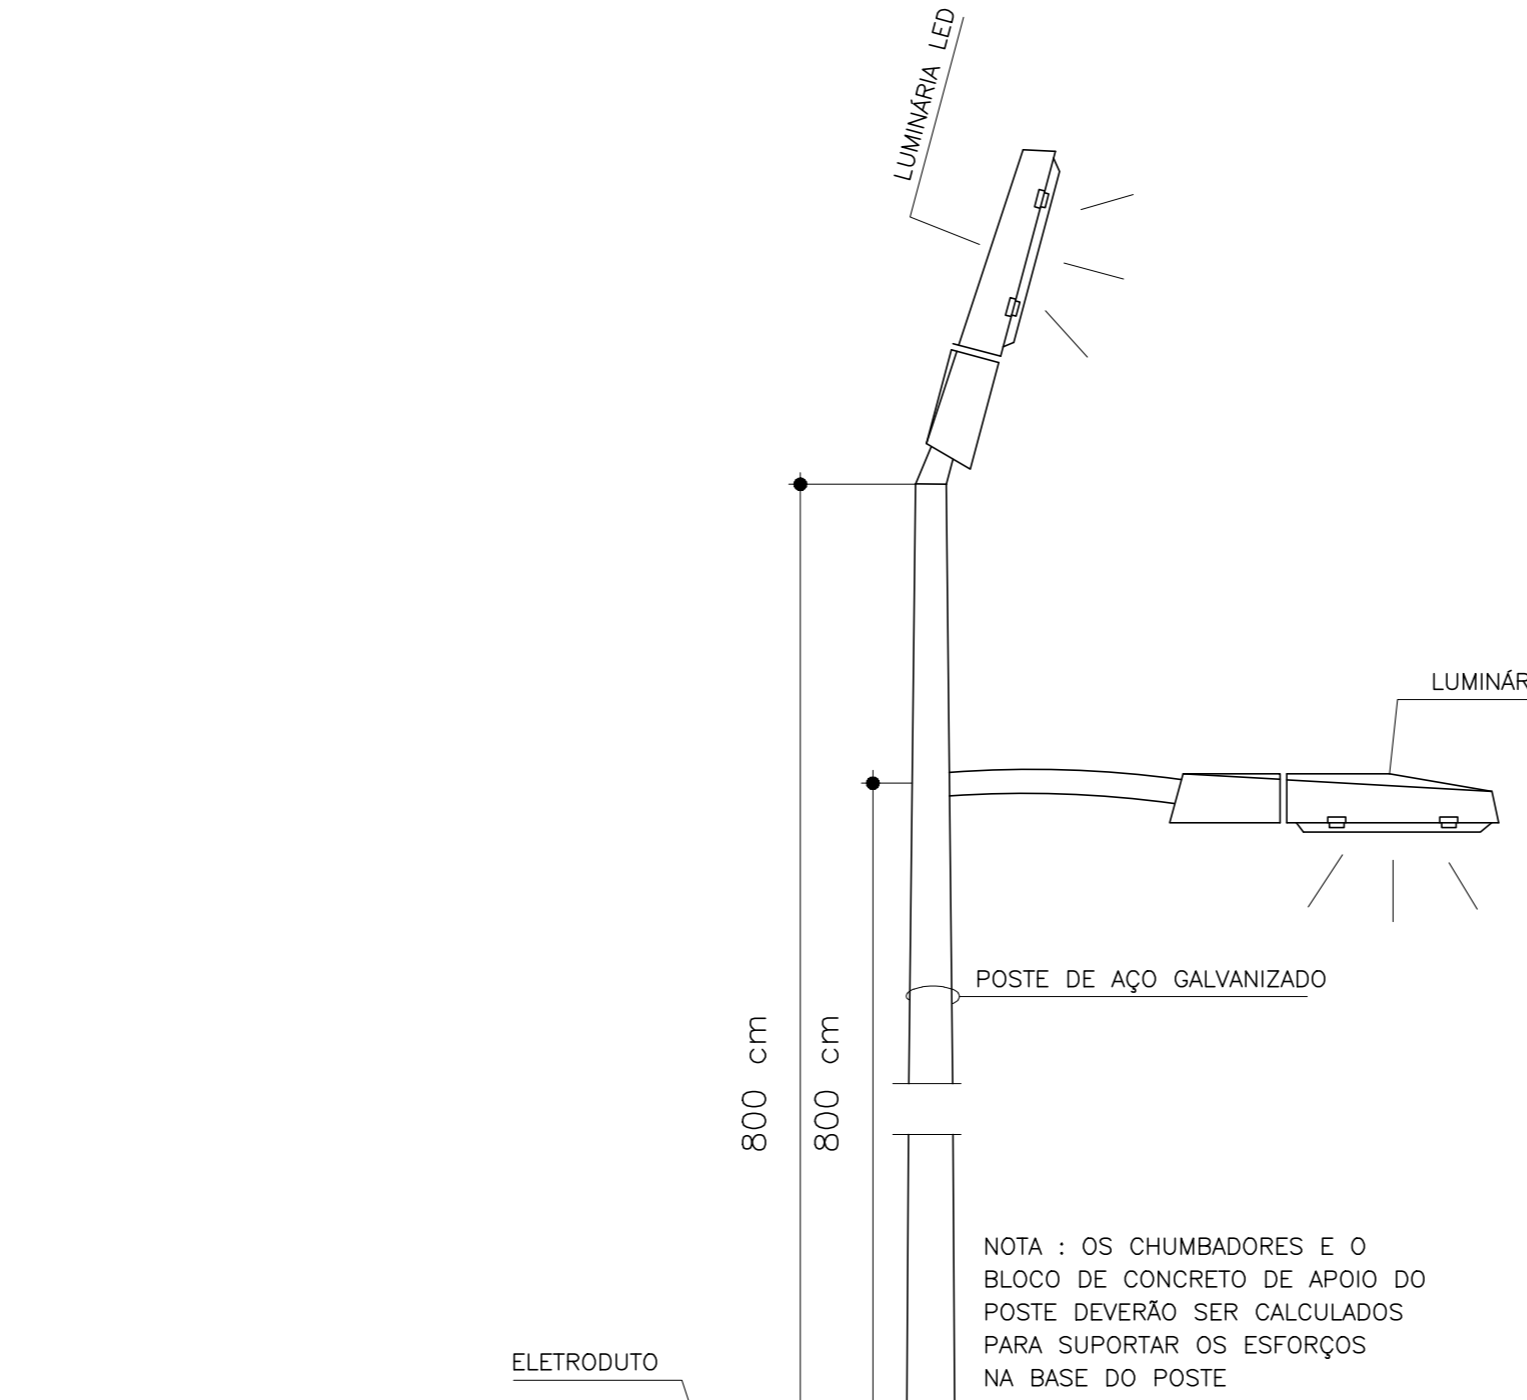 LUMINÁRIA LED
LUMINÁR
POSTE DE AÇO GALVANIZADO
800 cm
800 cm
NOTA : OS CHUMBADORES E O
BLOCO DE CONCRETO DE APOIO DO
POSTE DEVERÃO SER CALCULADOS
PARA SUPORTAR OS ESFORÇOS
NA BASE DO POSTE
ELETRODUTO